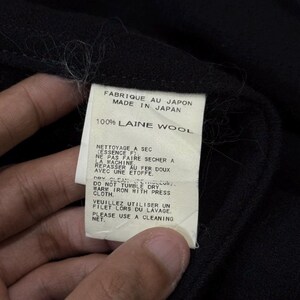 FABRIQUE AU JAPON
MADE IN JAPAN
100% LAINE WOOL
NETTOYAGE A SEC
(ESSENCE F).
NE PAS FAIRE SECHER A
LA MACHINE.
REPASSER AU FER DOUX
AVEC UNE ETOFFE.
DRY CLEAN
DO NOT TUMBLE DRY.
WARM IRON WITH PRESS
CLOTH.
VEUILLEZ UTILISER UN
FILET LORS DU LAVAGE.
PLEASE USE A CLEANING
NET.